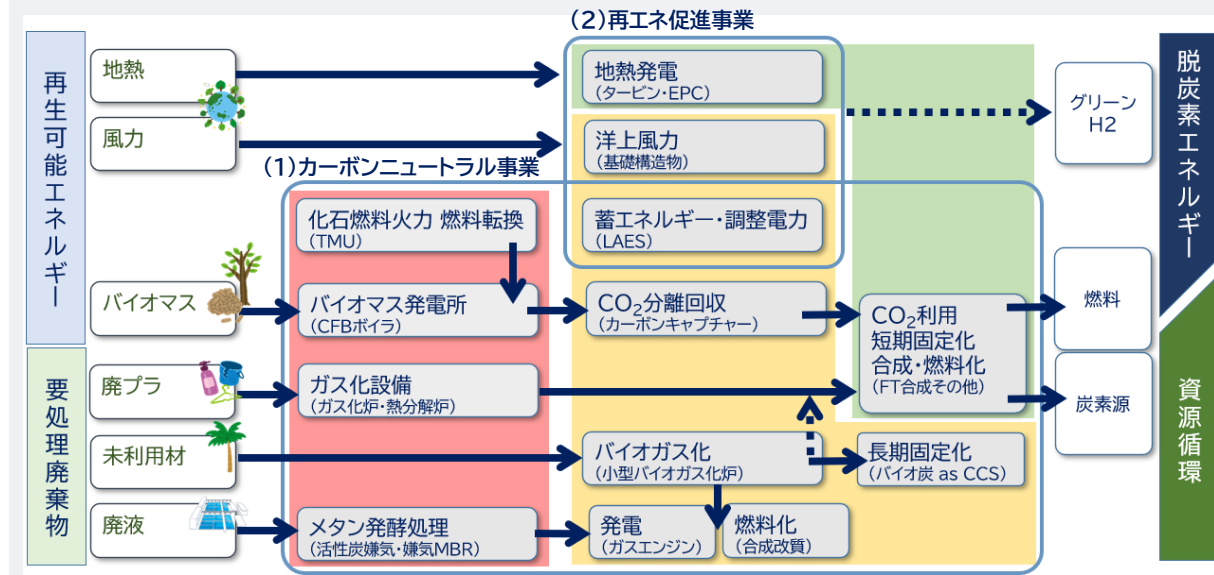 (2)再エネ促進事業
再生可能エネルギー
地熱
地熱発電
(タービン・EPC)
風力
洋上風力
(基礎構造物)
グリーン
H2
脱炭素エネルギー
(1)カーボンニュートラル事業
化石燃料火力 燃料転換
(TMU)
蓄エネルギー・調整電力
(LAES)
バイオマス
バイオマス発電所
(CFBボイラ)
CO₂分離回収
(カーボンキャプチャー)
CO₂利用
短期固定化
合成・燃料化
(FT合成その他)
燃料
要処理廃棄物
廃プラ
ガス化設備
(ガス化炉・熱分解炉)
炭素源
資源循環
未利用材
バイオガス化
(小型バイオガス化炉)
長期固定化
(バイオ炭 as CCS)
廃液
メタン発酵処理
(活性炭嫌気・嫌気MBR)
発電
(ガスエンジン)
燃料化
(合成改質)